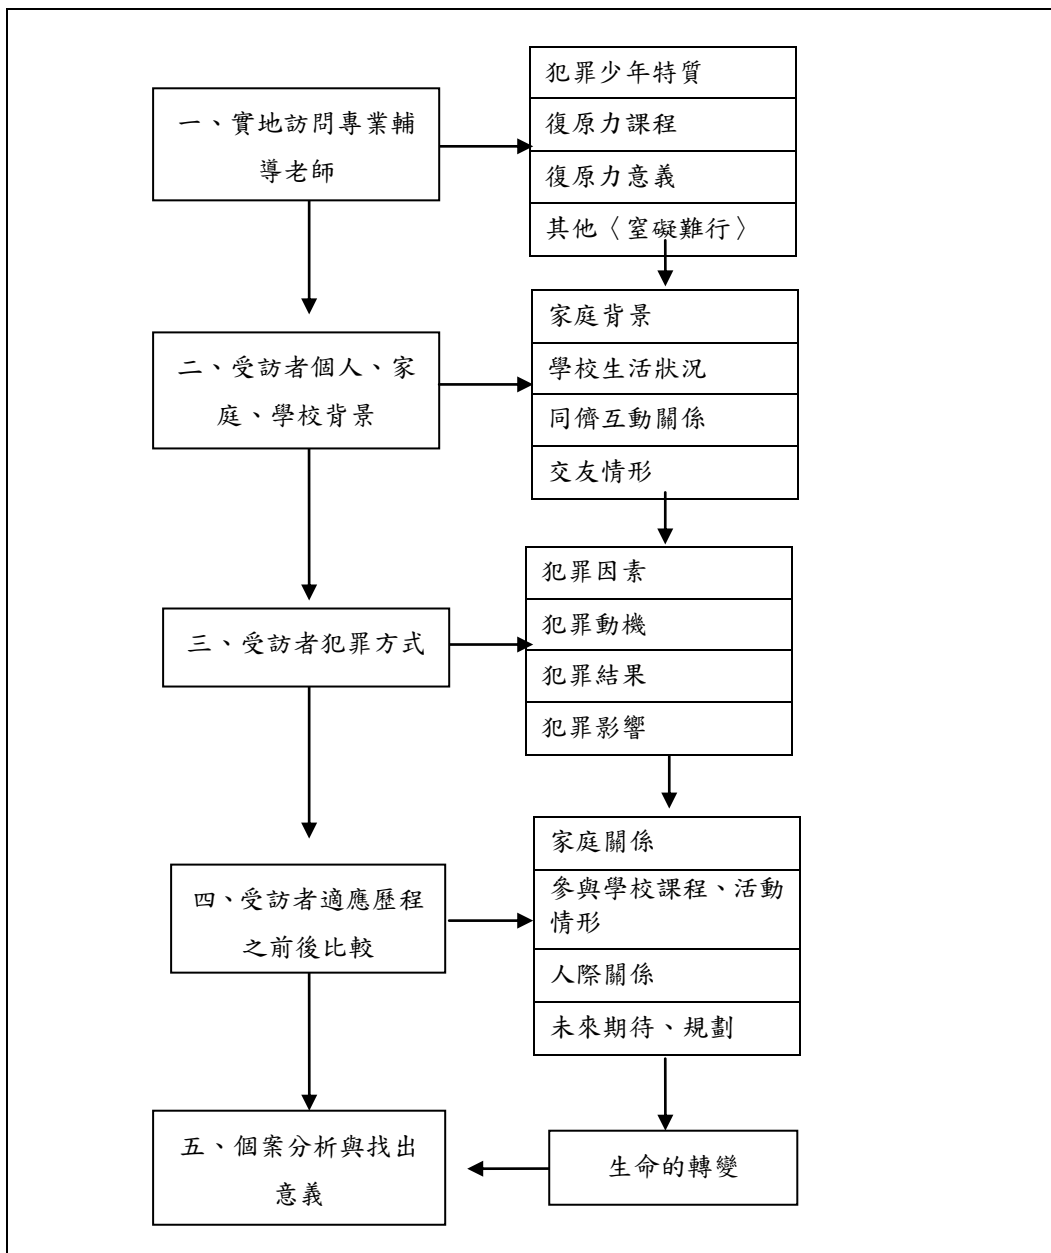 一、實地訪問專業輔
導老師
犯罪少年特質
復原力課程
復原力意義
其他〈窒礙難行〉
二、受訪者個人、家
庭、學校背景
家庭背景
學校生活狀況
同儕互動關係
交友情形
三、受訪者犯罪方式
犯罪因素
犯罪動機
犯罪結果
犯罪影響
四、受訪者適應歷程
之前後比較
家庭關係
參與學校課程、活動
情形
人際關係
未來期待、規劃
五、個案分析與找出
意義
生命的轉變